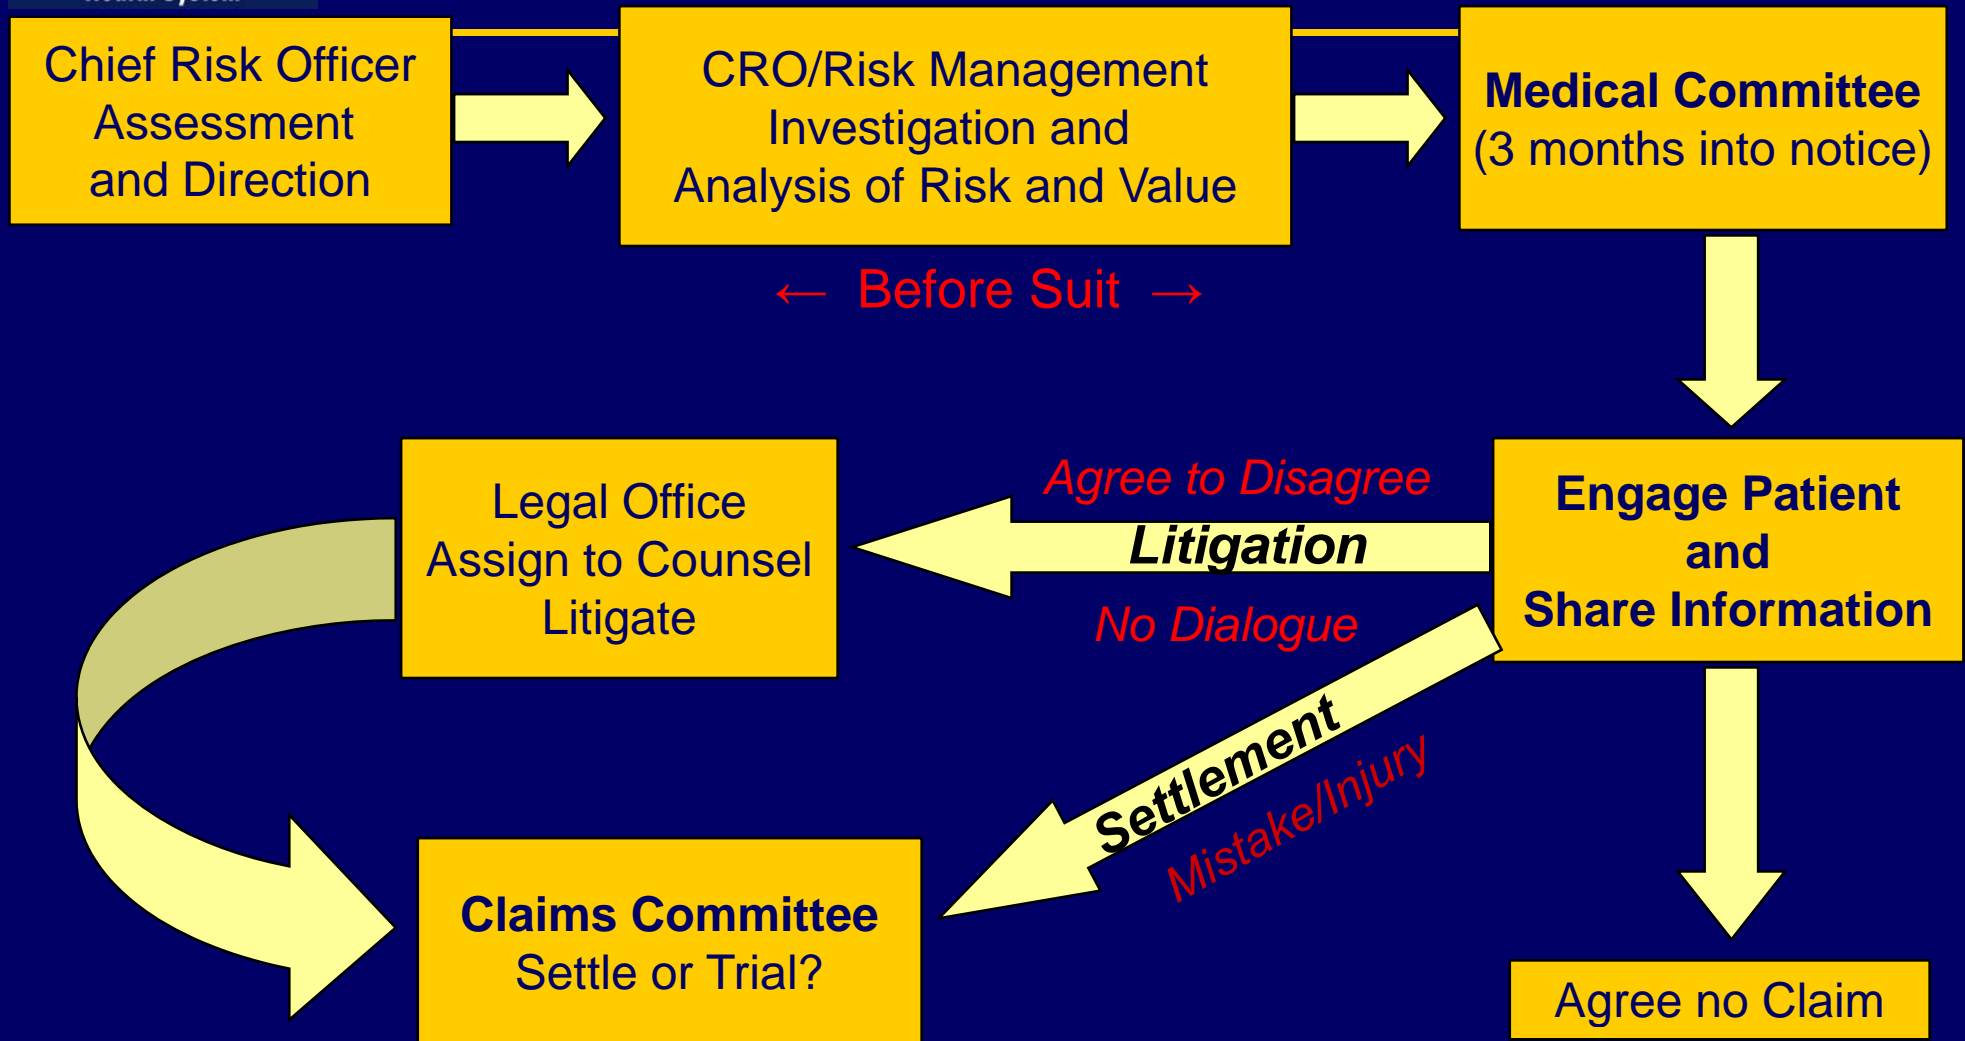 Health System
Chief Risk Officer
Assessment
and Direction
CRO/Risk Management
Investigation and
Analysis of Risk and Value
Medical Committee
(3 months into notice)
← Before Suit →
Engage Patient
and
Share Information
Agree to Disagree
Litigation
No Dialogue
Legal Office
Assign to Counsel
Litigate
Settlement
Mistake/Injury
Claims Committee
Settle or Trial?
Agree no Claim